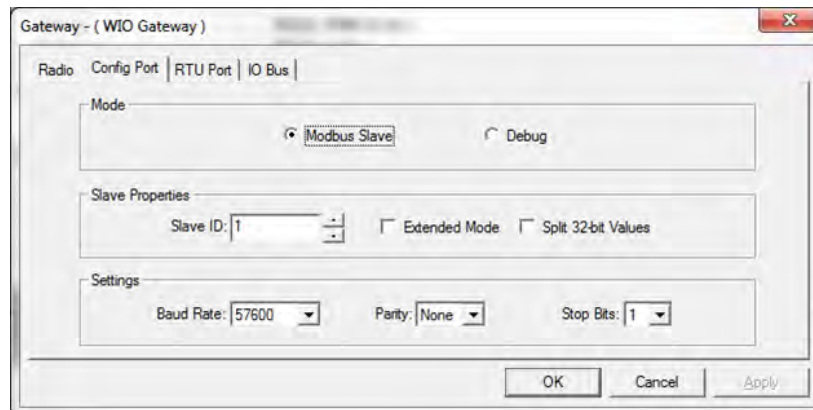 Gateway - ( WIO Gateway )
Radio Config Port RTU Port IO Bus
Mode
Modbus Slave Debug
Slave Properties
Slave ID: 1 Extended Mode Split 32-bit Values
Settings
Baud Rate: 57600 Parity: None Stop Bits: 1
OK Cancel Apply